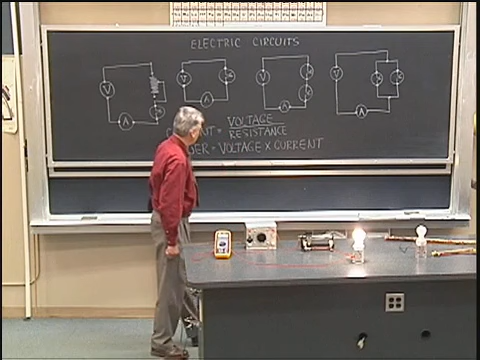 ELECTRIC CIRCUITS
V
V
V
V
A
A
A
A
VOLTAGE
=
RESISTANCE
= VOLTAGE x CURRENT